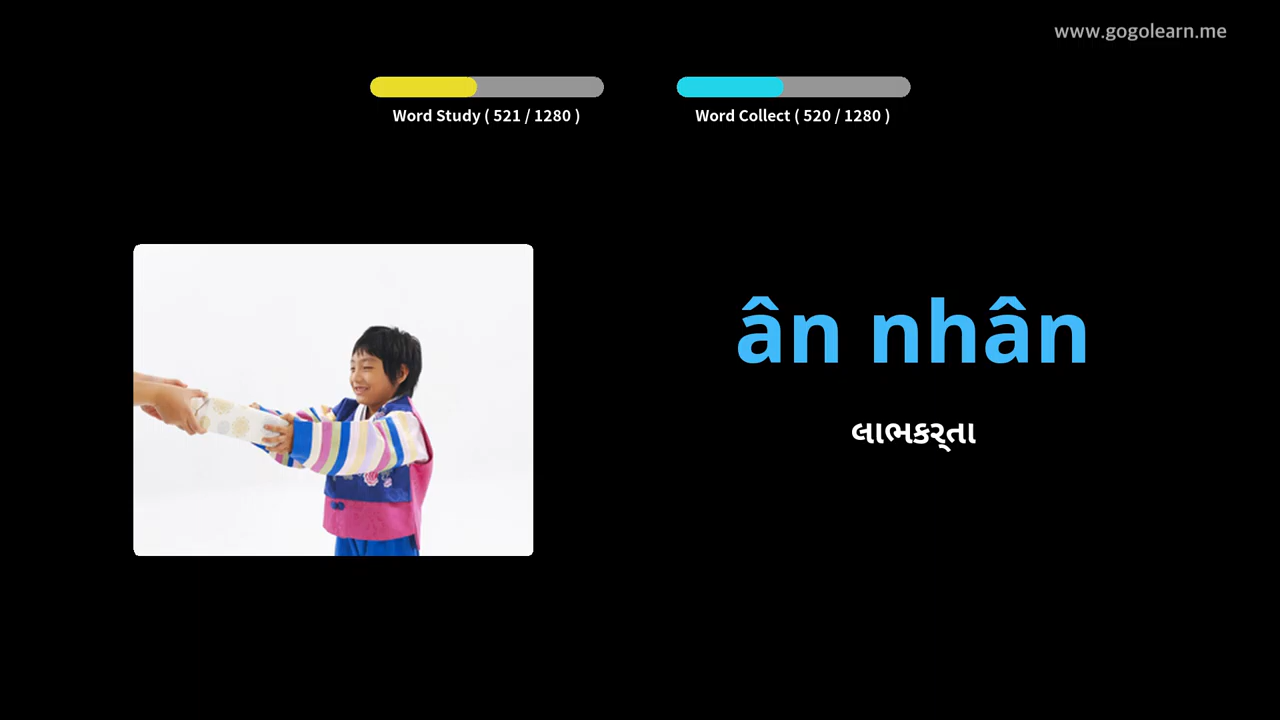 www.gogolearn.me
Word Study ( 521 / 1280 )
Word Collect ( 520 / 1280 )
ân nhân
લાભકર્તા